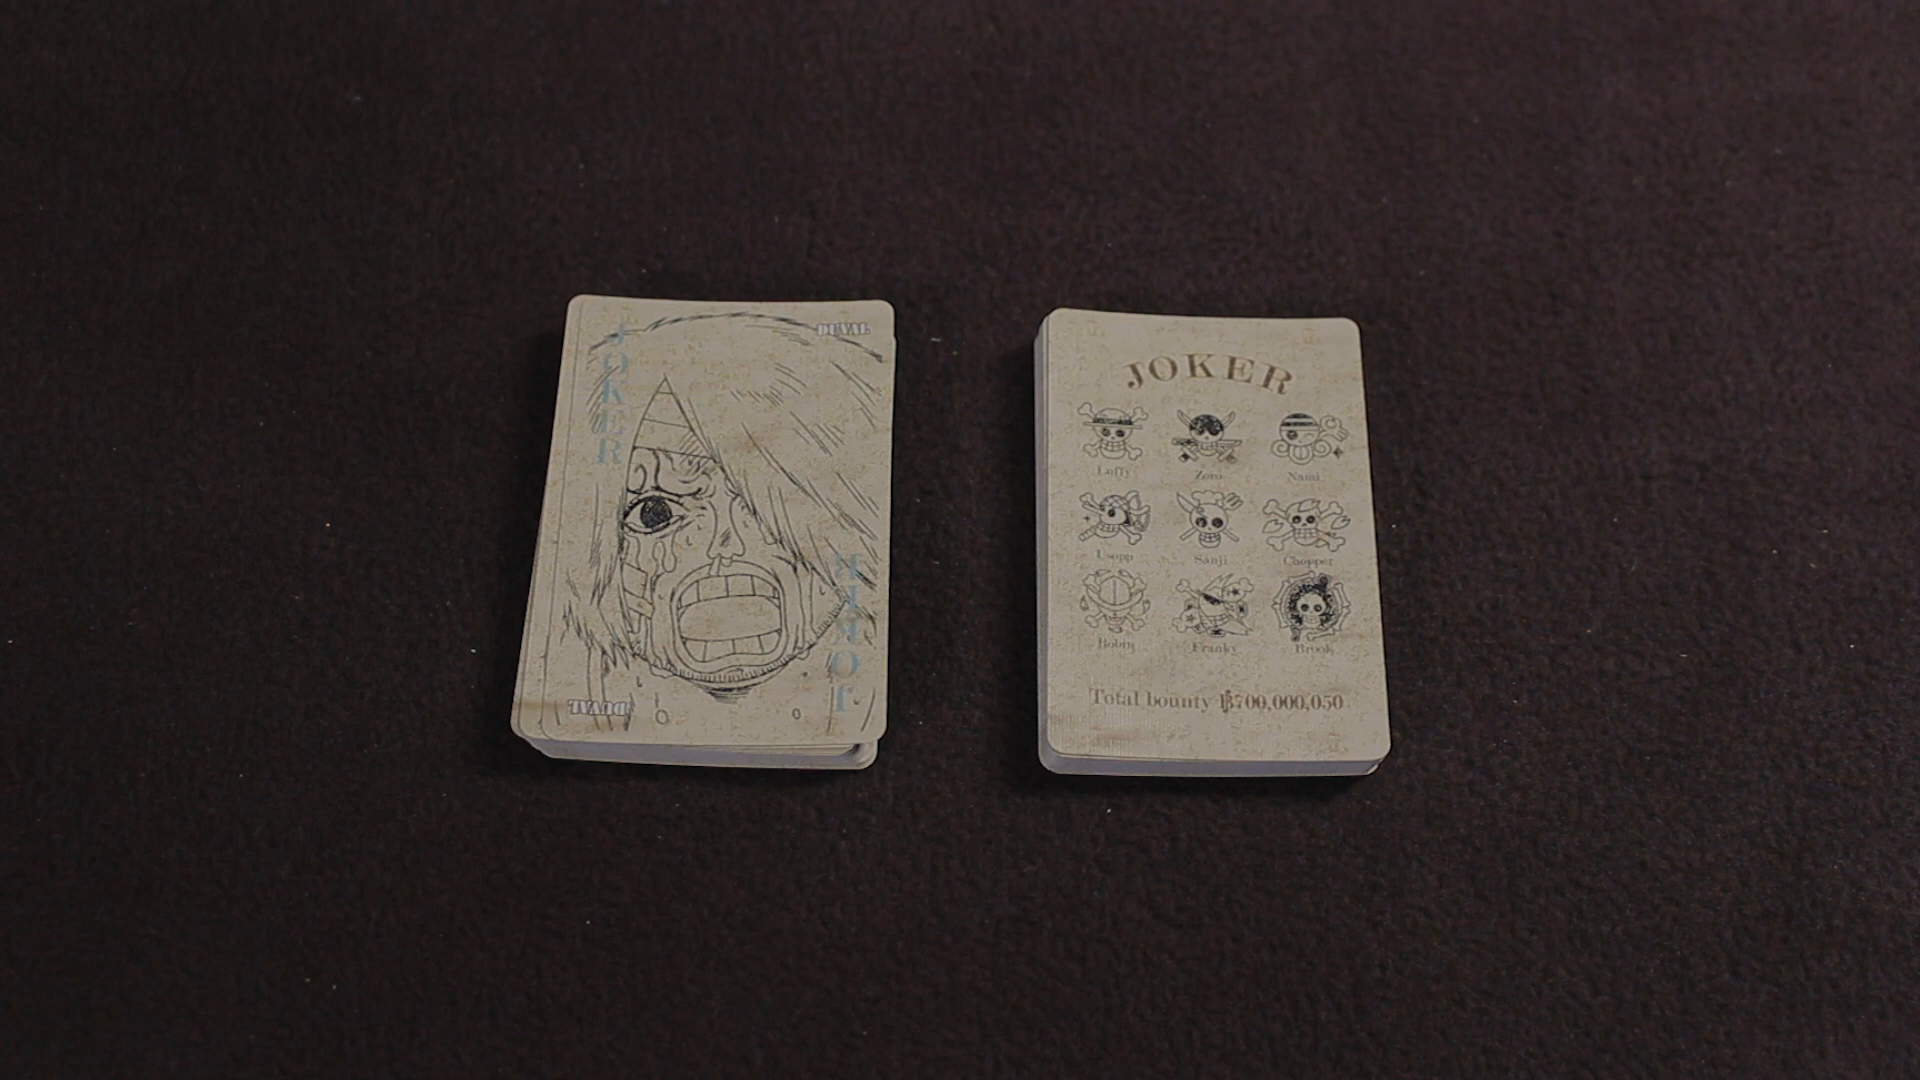 JOKER
DUVAL
JOKER
DUVAL
JOKER
Luffy Zoro Nami
Usopp Sanji Chopper
Robin Franky Brook
Total bounty ฿700,000,050